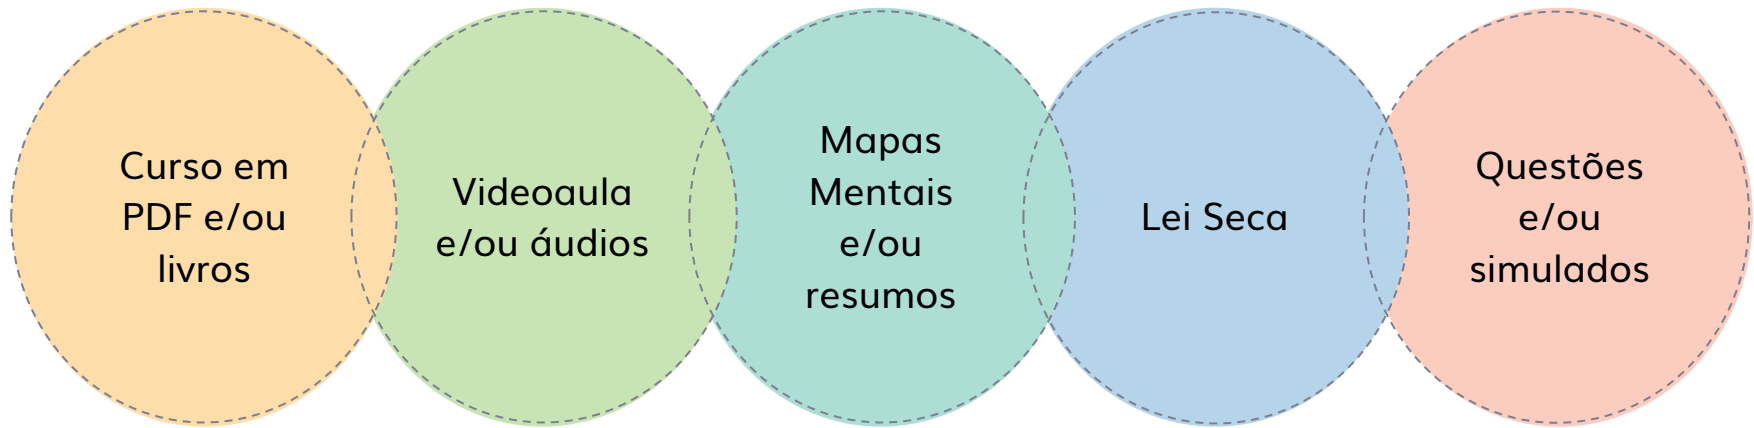 Curso em
PDF e/ou
livros
Videoaula
e/ou áudios
Mapas
Mentais
e/ou
resumos
Lei Seca
Questões
e/ou
simulados